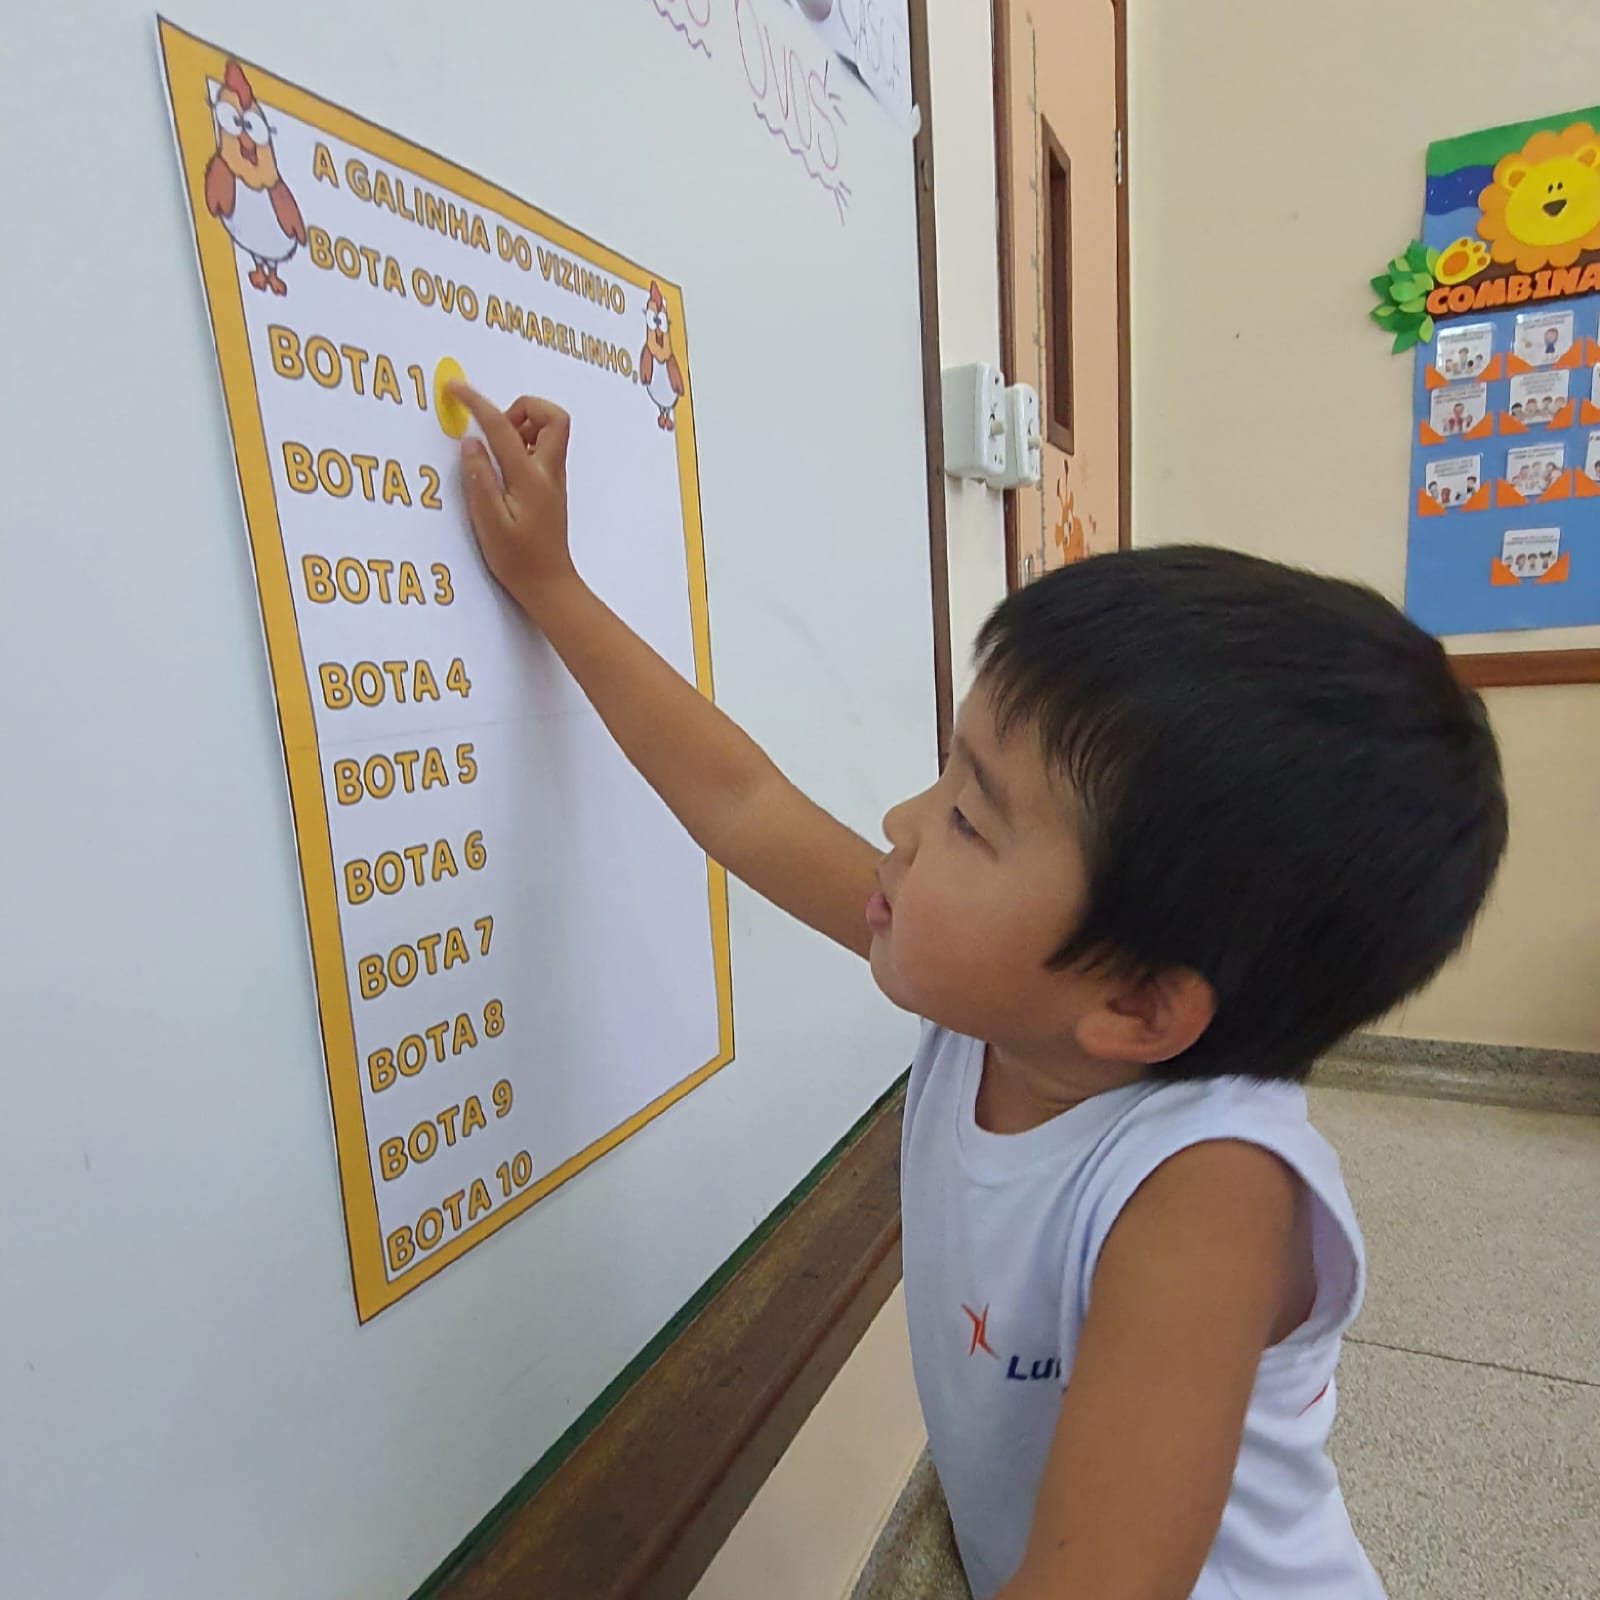 OVOS
A GALINHA DO VIZINHO
BOTA OVO AMARELINHO,
BOTA 1
BOTA 2
BOTA 3
BOTA 4
BOTA 5
BOTA 6
BOTA 7
BOTA 8
BOTA 9
BOTA 10
COMBINA